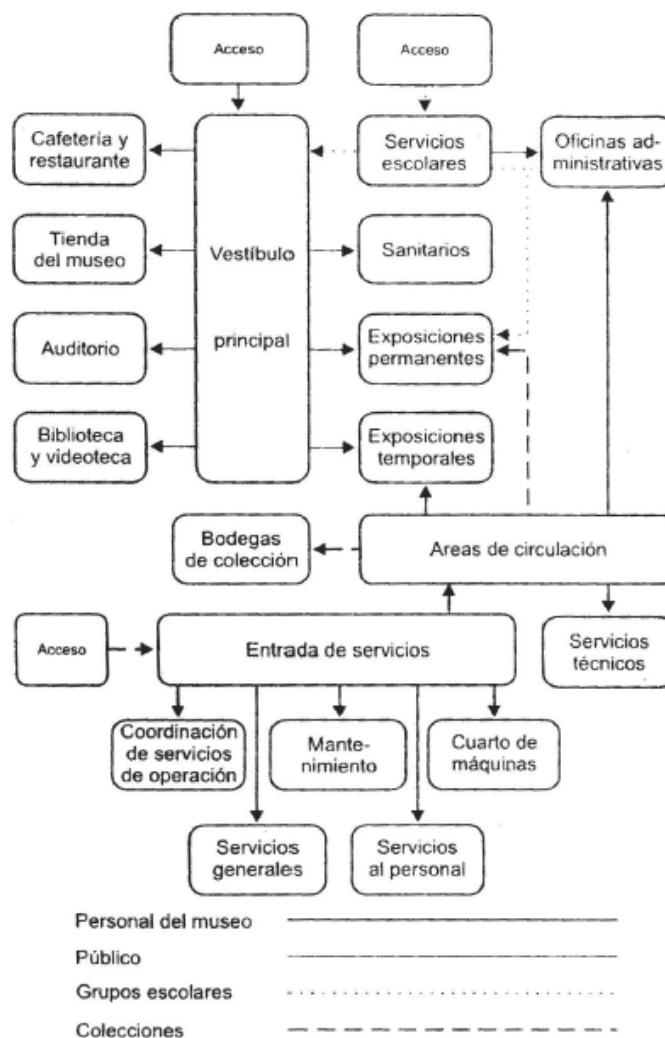 Acceso
Acceso
Cafetería y
restaurante
Servicios
escolares
Oficinas ad-
ministrativas
Tienda
del museo
Vestíbulo
Sanitarios
Auditorio
principal
Exposiciones
permanentes
Biblioteca
y videoteca
Exposiciones
temporales
Bodegas
de colección
Areas de circulación
Acceso
Entrada de servicios
Servicios
técnicos
Coordinación
de servicios
de operación
Mante-
nimiento
Cuarto de
máquinas
Servicios
generales
Servicios
al personal
Personal del museo
Público
Grupos escolares
Colecciones